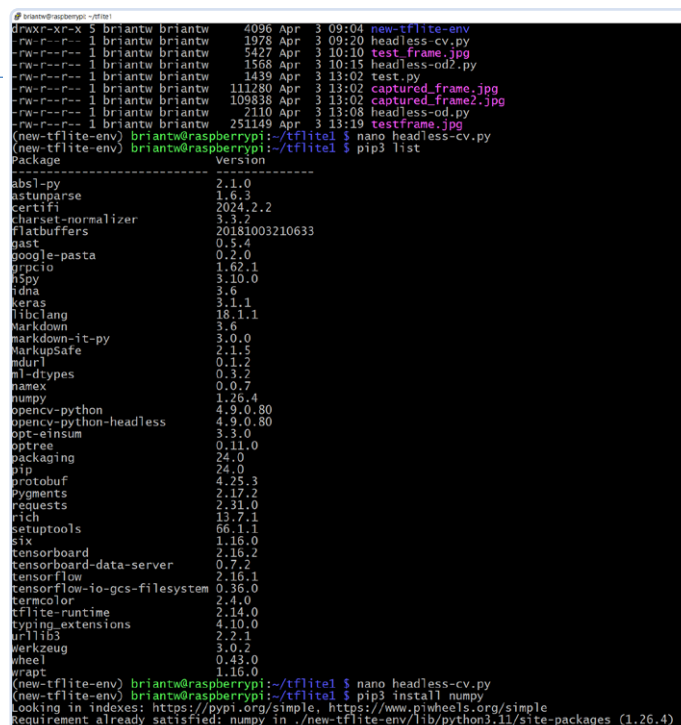 briantw@raspberrypi: ~/tflite1
drwxr-xr-x 5 briantw briantw 4096 Apr 3 09:04 new-tflite-env
-rw-r--r-- 1 briantw briantw 1978 Apr 3 09:20 headless-cv.py
-rw-r--r-- 1 briantw briantw 5427 Apr 3 10:10 test_frame.jpg
-rw-r--r-- 1 briantw briantw 1568 Apr 3 10:15 headless-od2.py
-rw-r--r-- 1 briantw briantw 1439 Apr 3 13:02 test.py
-rw-r--r-- 1 briantw briantw 111280 Apr 3 13:02 captured_frame.jpg
-rw-r--r-- 1 briantw briantw 109838 Apr 3 13:02 captured_frame2.jpg
-rw-r--r-- 1 briantw briantw 2110 Apr 3 13:08 headless-od.py
-rw-r--r-- 1 briantw briantw 251149 Apr 3 13:19 testframe.jpg
(new-tflite-env) briantw@raspberrypi:~/tflite1 $ nano headless-cv.py
(new-tflite-env) briantw@raspberrypi:~/tflite1 $ pip3 list
Package Version
--------------------------- --------------
absl-py 2.1.0
astunparse 1.6.3
certifi 2024.2.2
charset-normalizer 3.3.2
flatbuffers 20181003210633
gast 0.5.4
google-pasta 0.2.0
grpcio 1.62.1
h5py 3.10.0
idna 3.6
keras 3.1.1
libclang 18.1.1
Markdown 3.6
markdown-it-py 3.0.0
MarkupSafe 2.1.5
mdurl 0.1.2
ml-dtypes 0.3.2
namex 0.0.7
numpy 1.26.4
opencv-python 4.9.0.80
opencv-python-headless 4.9.0.80
opt-einsum 3.3.0
optree 0.11.0
packaging 24.0
pip 24.0
protobuf 4.25.3
Pygments 2.17.2
requests 2.31.0
rich 13.7.1
setuptools 66.1.1
six 1.16.0
tensorboard 2.16.2
tensorboard-data-server 0.7.2
tensorflow 2.16.1
tensorflow-io-gcs-filesystem 0.36.0
termcolor 2.4.0
tflite-runtime 2.14.0
typing_extensions 4.10.0
urllib3 2.2.1
Werkzeug 3.0.2
wheel 0.43.0
wrapt 1.16.0
(new-tflite-env) briantw@raspberrypi:~/tflite1 $ nano headless-cv.py
(new-tflite-env) briantw@raspberrypi:~/tflite1 $ pip3 install numpy
Looking in indexes: https://pypi.org/simple, https://www.piwheels.org/simple
Requirement already satisfied: numpy in ./new-tflite-env/lib/python3.11/site-packages (1.26.4)